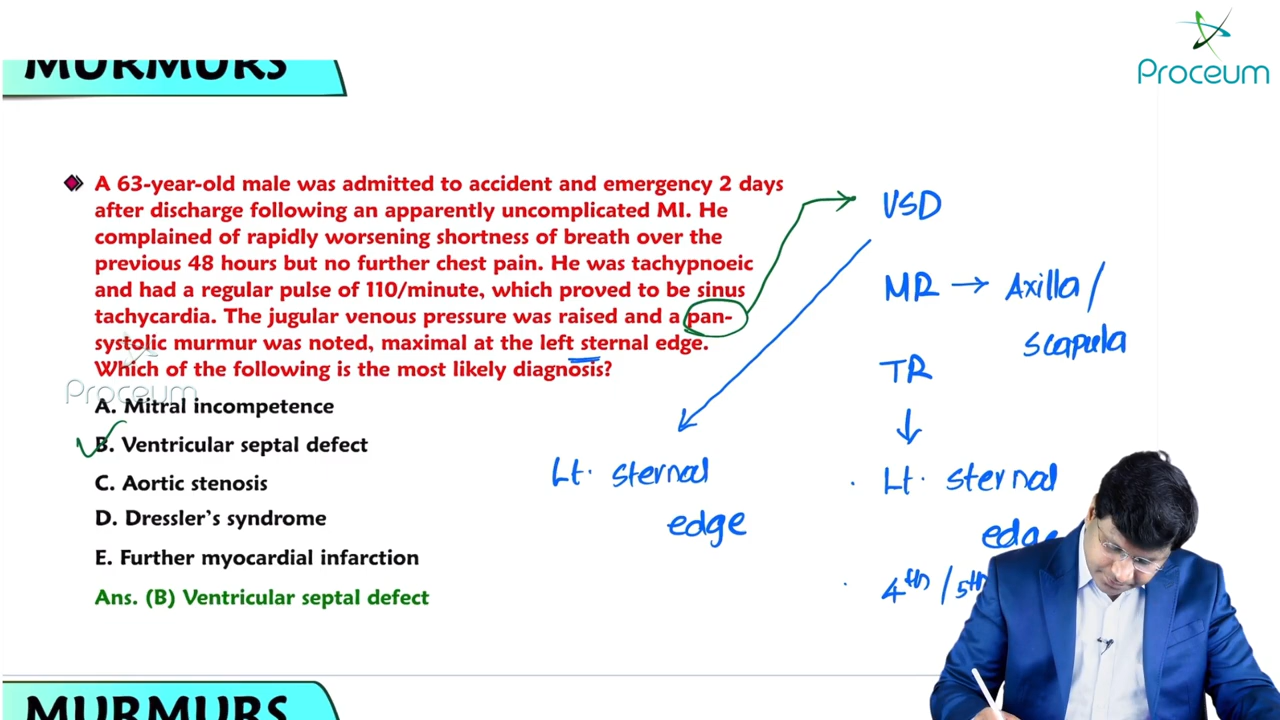 MURMURS
Proceum
A 63-year-old male was admitted to accident and emergency 2 days
after discharge following an apparently uncomplicated MI. He
complained of rapidly worsening shortness of breath over the
previous 48 hours but no further chest pain. He was tachypnoeic
and had a regular pulse of 110/minute, which proved to be sinus
tachycardia. The jugular venous pressure was raised and a pan-
systolic murmur was noted, maximal at the left sternal edge.
Which of the following is the most likely diagnosis?
Proceum
A. Mitral incompetence
B. Ventricular septal defect
C. Aortic stenosis
D. Dressler's syndrome
E. Further myocardial infarction
Ans. (B) Ventricular septal defect
VSD
MR → Axilla/
scapula
TR
↓
Lt. sternal
edge
Lt. sternal
edge
4th/5th
MURMURS